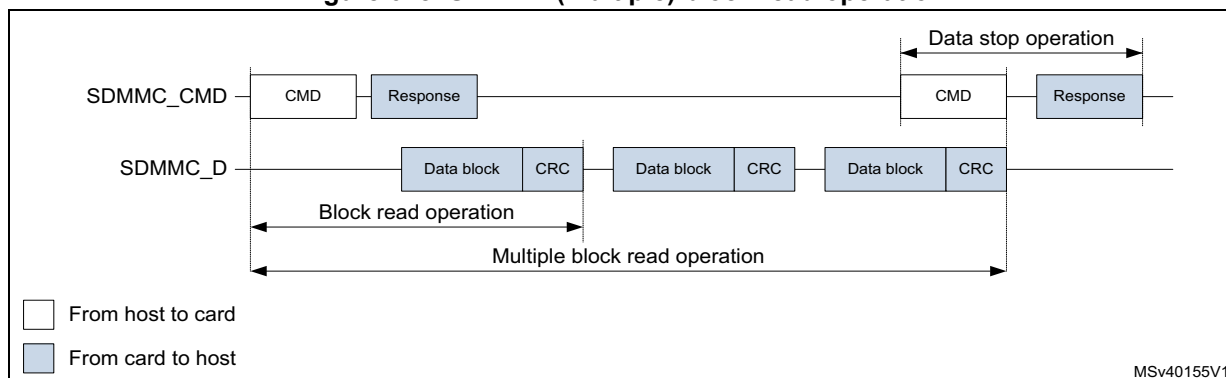 Data stop operation
SDMMC_CMD CMD Response CMD Response
SDMMC_D Data block CRC Data block CRC Data block CRC
Block read operation
Multiple block read operation
From host to card
From card to host
MSv40155V1